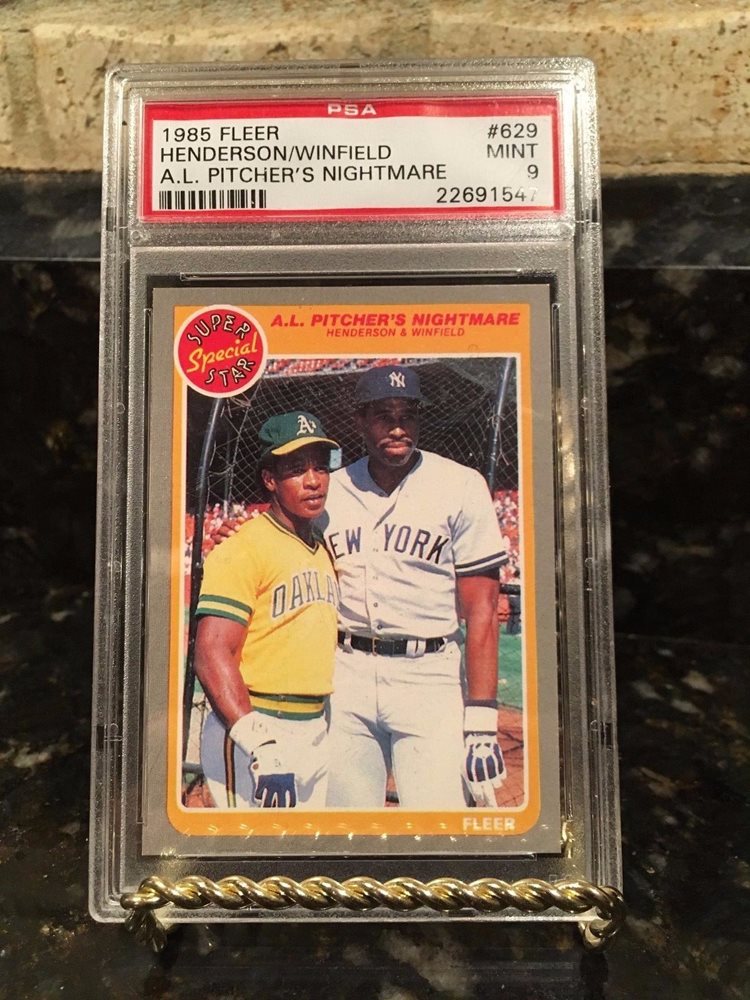 PSA
1985 FLEER #629
HENDERSON/WINFIELD MINT
A.L. PITCHER'S NIGHTMARE 9
22691547
SUPER
Special
STAR
A.L. PITCHER'S NIGHTMARE
HENDERSON & WINFIELD
NY
A's
EW YORK
OAKLA
FLEER